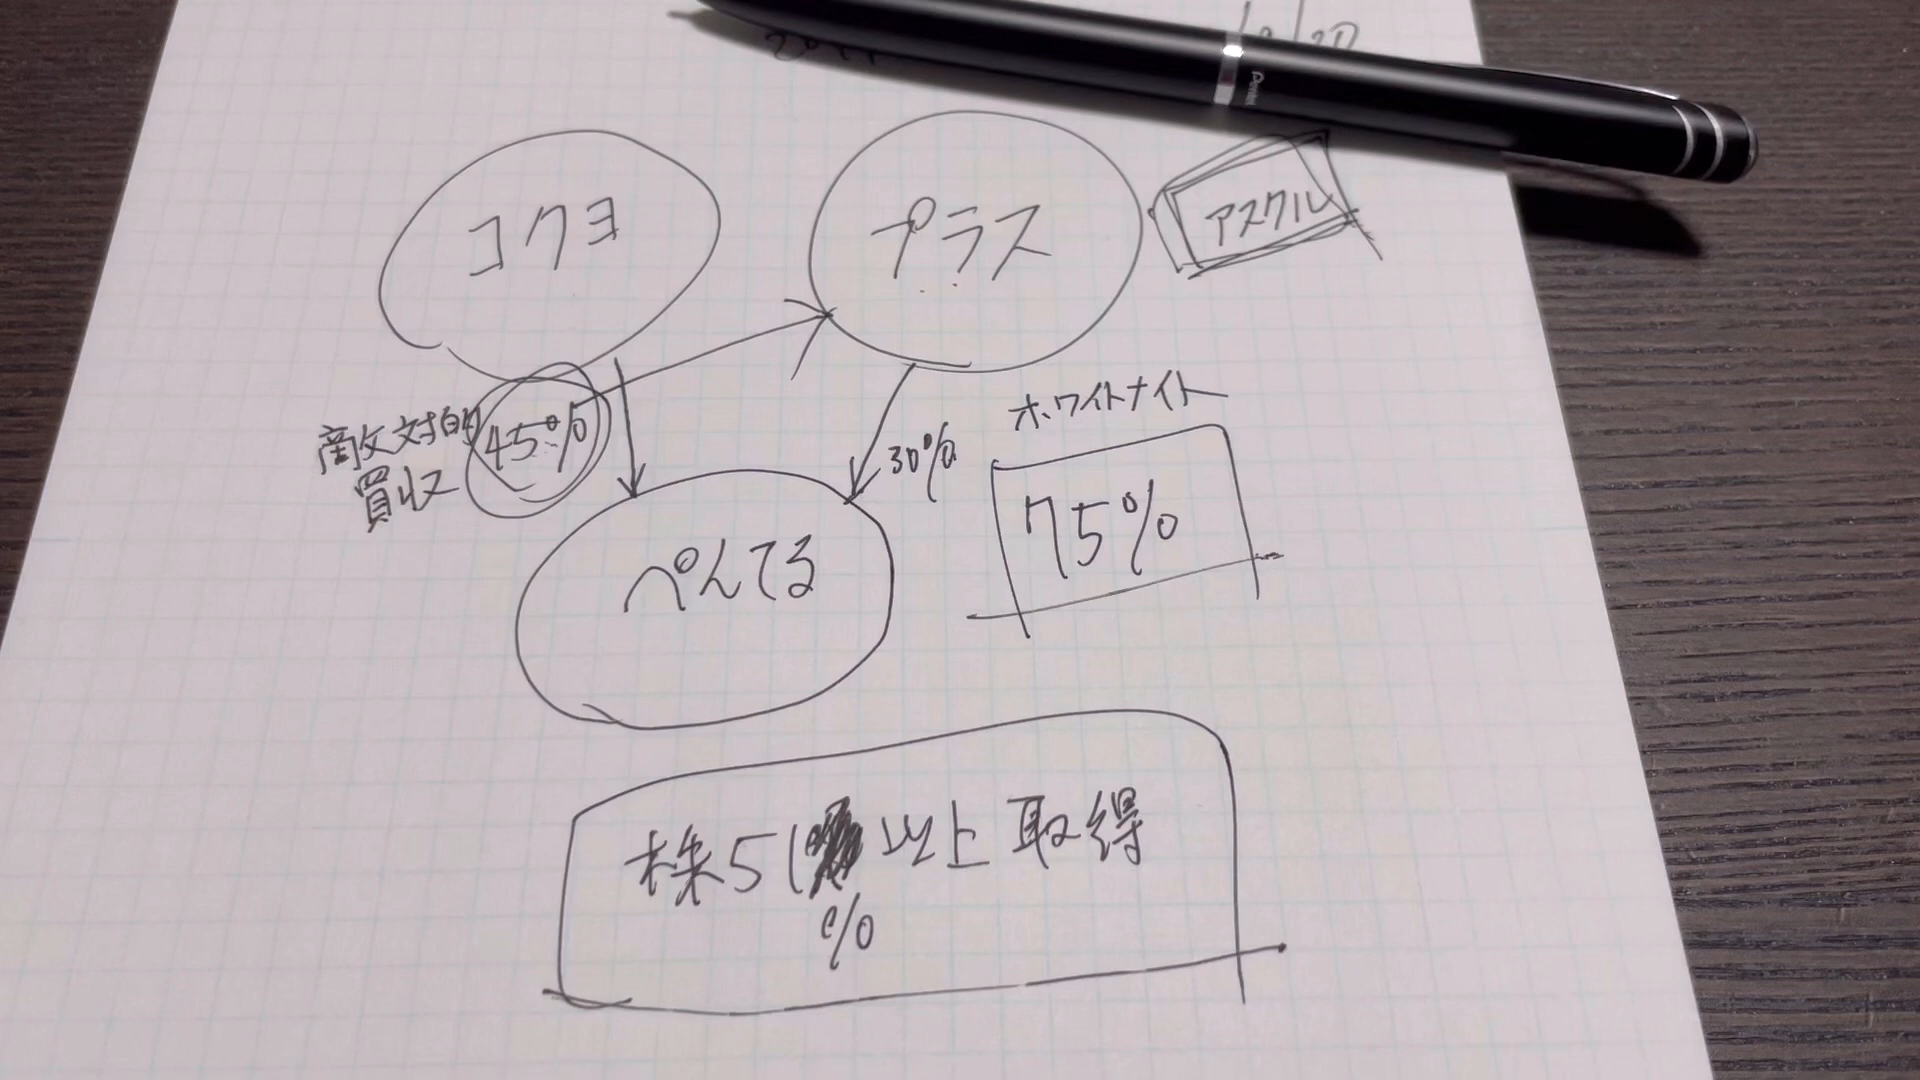 Pentel
コクヨ
プラス
アスクル
敵対的
買収
45%
30%
ホワイトナイト
75%
ぺんてる
株51
%
以上取得